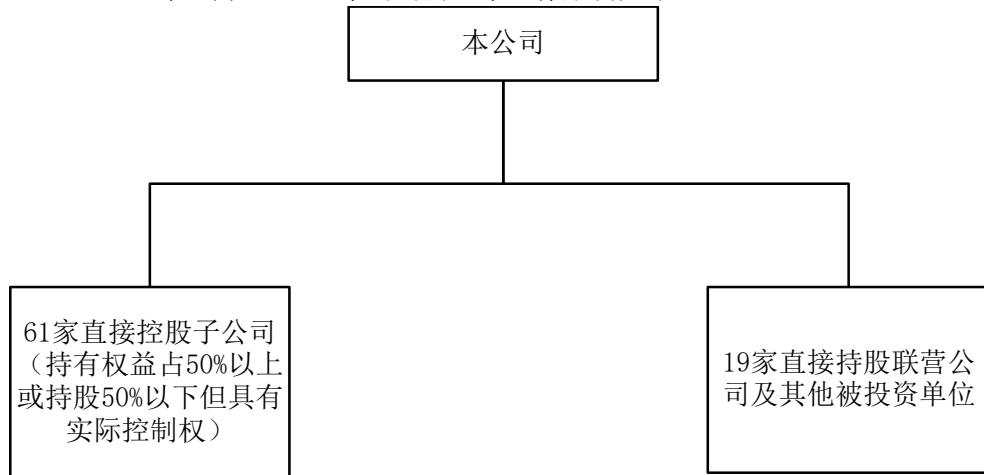 本公司
61家直接控股子公司
（持有权益占50%以上
或持股50%以下但具有
实际控制权）
19家直接持股联营公
司及其他被投资单位